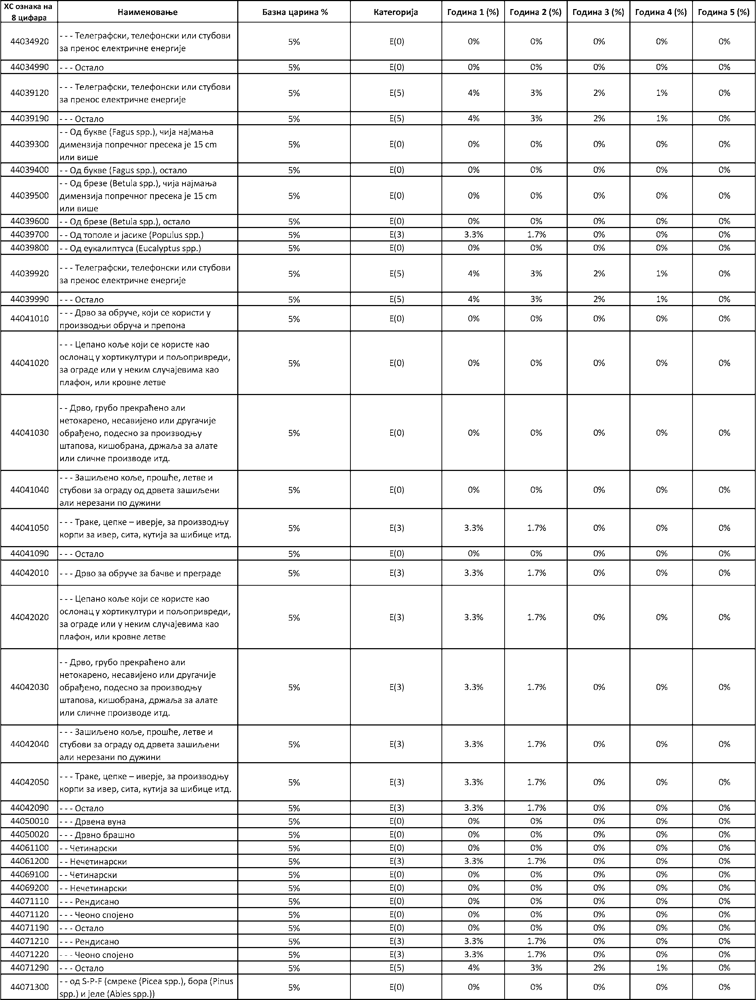 ХС ознака на 8 цифара Наименовање Базна царина % Категорија Година 1 (%) Година 2 (%) Година 3 (%) Година 4 (%) Година 5 (%)
44034920 - - - Телеграфски, телефонски или стубови за пренос електричне енергије 5% E(0) 0% 0% 0% 0% 0%
44034990 - - - Остало 5% E(0) 0% 0% 0% 0% 0%
44039120 - - - Телеграфски, телефонски или стубови за пренос електричне енергије 5% E(5) 4% 3% 2% 1% 0%
44039190 - - - Остало 5% E(5) 4% 3% 2% 1% 0%
44039300 - - Од букве (Fagus spp.), чија најмања димензија попречног пресека је 15 cm или више 5% E(0) 0% 0% 0% 0% 0%
44039400 - - Од букве (Fagus spp.), остало 5% E(0) 0% 0% 0% 0% 0%
44039500 - - Од брезе (Betula spp.), чија најмања димензија попречног пресека је 15 cm или више 5% E(0) 0% 0% 0% 0% 0%
44039600 - - Од брезе (Betula spp.), остало 5% E(0) 0% 0% 0% 0% 0%
44039700 - - Од тополе и јасике (Populus spp.) 5% E(3) 3.3% 1.7% 0% 0% 0%
44039800 - - Од еукалиптуса (Eucalyptus spp.) 5% E(0) 0% 0% 0% 0% 0%
44039920 - - - Телеграфски, телефонски или стубови за пренос електричне енергије 5% E(5) 4% 3% 2% 1% 0%
44039990 - - - Остало 5% E(5) 4% 3% 2% 1% 0%
44041010 - - - Дрво за обруче, који се користи у производњи обруча и препона 5% E(0) 0% 0% 0% 0% 0%
44041020 - - - Цепано коље који се користе као ослонац у хортикултури и пољопривреди, за ограде или у неким случајевима као плафон, или кровне летве 5% E(0) 0% 0% 0% 0% 0%
44041030 - - Дрво, грубо прекраћено али нетокарено, несавијено или другачије обрађено, подесно за производњу штапова, кишобрана, држаља за алате или сличне производе итд. 5% E(0) 0% 0% 0% 0% 0%
44041040 - - - Зашиљено коље, прошће, летве и стубови за ограду од дрвета зашиљени али нерезани по дужини 5% E(0) 0% 0% 0% 0% 0%
44041050 - - - Траке, цепке – иверје, за производњу корпи за ивер, сита, кутија за шибице итд. 5% E(3) 3.3% 1.7% 0% 0% 0%
44041090 - - - Остало 5% E(0) 0% 0% 0% 0% 0%
44042010 - - - Дрво за обруче за бачве и преграде 5% E(3) 3.3% 1.7% 0% 0% 0%
44042020 - - - Цепано коље који се користе као ослонац у хортикултури и пољопривреди, за ограде или у неким случајевима као плафон, или кровне летве 5% E(3) 3.3% 1.7% 0% 0% 0%
44042030 - - Дрво, грубо прекраћено али нетокарено, несавијено или другачије обрађено, подесно за производњу штапова, кишобрана, држаља за алате или сличне производе итд. 5% E(3) 3.3% 1.7% 0% 0% 0%
44042040 - - - Зашиљено коље, прошће, летве и стубови за ограду од дрвета зашиљени али нерезани по дужини 5% E(3) 3.3% 1.7% 0% 0% 0%
44042050 - - - Траке, цепке – иверје, за производњу корпи за ивер, сита, кутија за шибице итд. 5% E(3) 3.3% 1.7% 0% 0% 0%
44042090 - - - Остало 5% E(3) 3.3% 1.7% 0% 0% 0%
44050010 - - - Дрвена вуна 5% E(0) 0% 0% 0% 0% 0%
44050020 - - - Дрвно брашно 5% E(0) 0% 0% 0% 0% 0%
44061100 - - Четинарски 5% E(0) 0% 0% 0% 0% 0%
44061200 - - Нечетинарски 5% E(3) 3.3% 1.7% 0% 0% 0%
44069100 - - Четинарски 5% E(0) 0% 0% 0% 0% 0%
44069200 - - Нечетинарски 5% E(0) 0% 0% 0% 0% 0%
44071110 - - - Рендисано 5% E(0) 0% 0% 0% 0% 0%
44071120 - - - Чеоно спојено 5% E(0) 0% 0% 0% 0% 0%
44071190 - - - Остало 5% E(0) 0% 0% 0% 0% 0%
44071210 - - - Рендисано 5% E(3) 3.3% 1.7% 0% 0% 0%
44071220 - - - Чеоно спојено 5% E(3) 3.3% 1.7% 0% 0% 0%
44071290 - - - Остало 5% E(5) 4% 3% 2% 1% 0%
44071300 - - од S-P-F (смреке (Picea spp.), бора (Pinus spp.) и јеле (Abies spp.)) 5% E(0) 0% 0% 0% 0% 0%